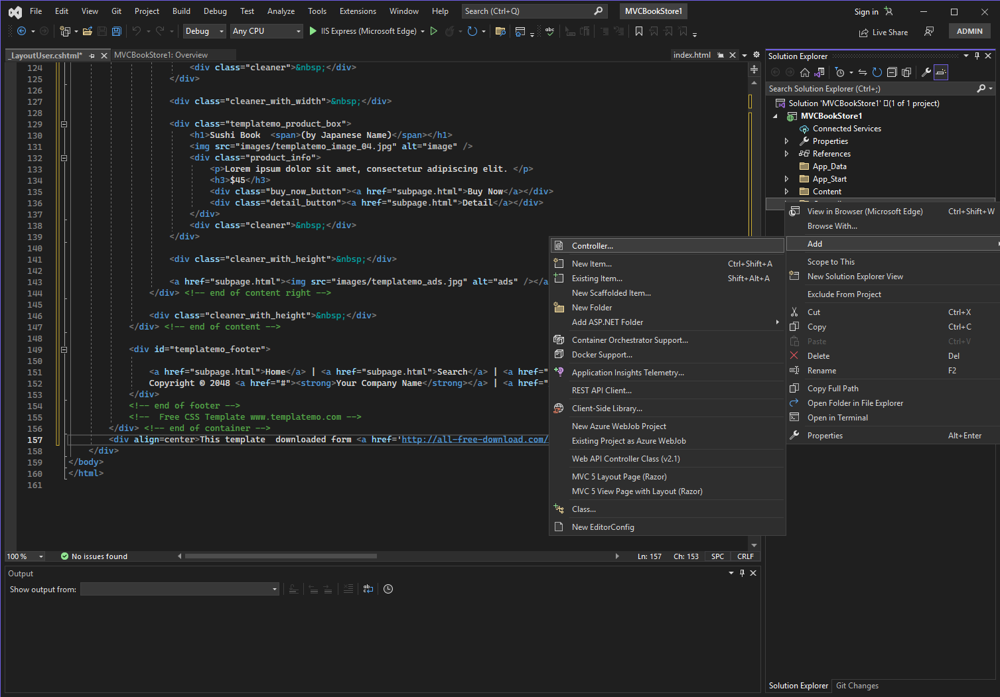 File Edit View Git Project Build Debug Test Analyze Tools Extensions Window Help Search (Ctrl+Q) MVCBookStore1 Sign in
Debug Any CPU IIS Express (Microsoft Edge) Live Share ADMIN
_LayoutUser.cshtml* MVCBookStore1: Overview index.html
124 <div class="cleaner">&nbsp;</div>
125 </div>
126
127 <div class="cleaner_with_width">&nbsp;</div>
128
129 <div class="templatemo_product_box">
130 <h1>Sushi Book <span>(by Japanese Name)</span></h1>
131 <img src="images/templatemo_image_04.jpg" alt="image" />
132 <div class="product_info">
133 <p>Lorem ipsum dolor sit amet, consectetur adipiscing elit. </p>
134 <h3>$45</h3>
135 <div class="buy_now_button"><a href="subpage.html">Buy Now</a></div>
136 <div class="detail_button"><a href="subpage.html">Detail</a></div>
137 </div>
138 <div class="cleaner">&nbsp;</div>
139 </div>
140
141 <div class="cleaner_with_height">&nbsp;</div>
142
143 <a href="subpage.html"><img src="images/templatemo_ads.jpg" alt="ads" /></a
144 </div> <!-- end of content right -->
145
146 <div class="cleaner_with_height">&nbsp;</div>
147 </div> <!-- end of content -->
148
149 <div id="templatemo_footer">
150
151 <a href="subpage.html">Home</a> | <a href="subpage.html">Search</a> | <a href="
152 Copyright © 2048 <a href="#"><strong>Your Company Name</strong></a> | <a href="
153 </div>
154 <!-- end of footer -->
155 <!-- Free CSS Template www.templatemo.com -->
156 </div> <!-- end of container -->
157 <div align=center>This template downloaded form <a href='http://all-free-download.com/
158 </div>
159 </body>
160 </html>
161
100 % No issues found Ln: 157 Ch: 153 SPC CRLF
Output
Show output from:
Controller...
New Item... Ctrl+Shift+A
Existing Item... Shift+Alt+A
New Scaffolded Item...
New Folder
Add ASP.NET Folder
Container Orchestrator Support...
Docker Support...
Application Insights Telemetry...
REST API Client...
Client-Side Library...
New Azure WebJob Project
Existing Project as Azure WebJob
Web API Controller Class (v2.1)
MVC 5 Layout Page (Razor)
MVC 5 View Page with Layout (Razor)
Class...
New EditorConfig
Solution Explorer
Search Solution Explorer (Ctrl+;)
Solution 'MVCBookStore1' (1 of 1 project)
MVCBookStore1
Connected Services
Properties
References
App_Data
App_Start
Content
View in Browser (Microsoft Edge) Ctrl+Shift+W
Browse With...
Add
Scope to This
New Solution Explorer View
Exclude From Project
Cut Ctrl+X
Copy Ctrl+C
Paste Ctrl+V
Delete Del
Rename F2
Copy Full Path
Open Folder in File Explorer
Open in Terminal
Properties Alt+Enter
Solution Explorer Git Changes